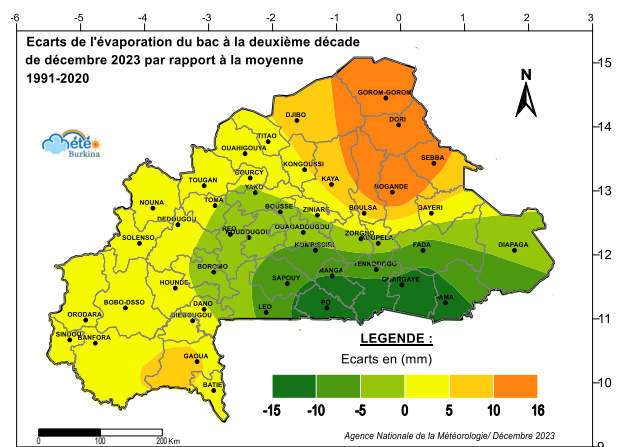 -6 -5 -4 -3 -2 -1 0 1 2 3
Ecarts de l'évaporation du bac à la deuxième décade
de décembre 2023 par rapport à la moyenne
1991-2020
N
météo
Burkina
15
14
13
12
11
10
9
GOROM-GOROM
DJIBO
DORI
TITAO
OUAHIGOUYA
SEBBA
KONGOUSSI
GOURCY
TOUGAN
KAYA
YAKO
BOGANDE
TOMA
NOUNA
BOUSSE
ZINIARE
BOULSA
GAYERI
DEDOUGOU
REO
KOUDOUGOU
OUAGADOUGOU
ZORGHO
KOUPELA
SOLENSO
KOMBISSIRI
FADA
DIAPAGA
BOROMO
TENKODOGO
MANGA
SAPOUY
OUARGAYE
HOUNDE
BOBO-DSSO
DANO
LEO
PO
PAMA
ORODARA
DIEBOUGOU
SINDOU
BANFORA
GAOUA
BATIE
LEGENDE :
Ecarts en (mm)
-15 -10 -5 0 5 10 16
0 100 200 Km
Agence Nationale de la Météorologie/ Décembre 2023